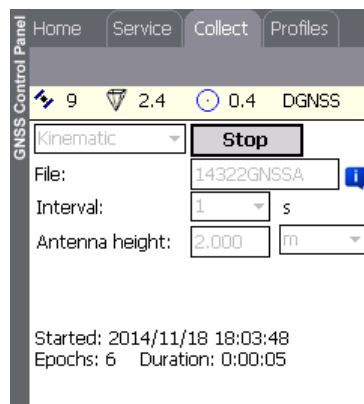 GNSS Control Panel
Home Service Collect Profiles
9 2.4 0.4 DGNSS
Kinematic Stop
File: 14322GNSSA i
Interval: 1 s
Antenna height: 2.000 m
Started: 2014/11/18 18:03:48
Epochs: 6 Duration: 0:00:05